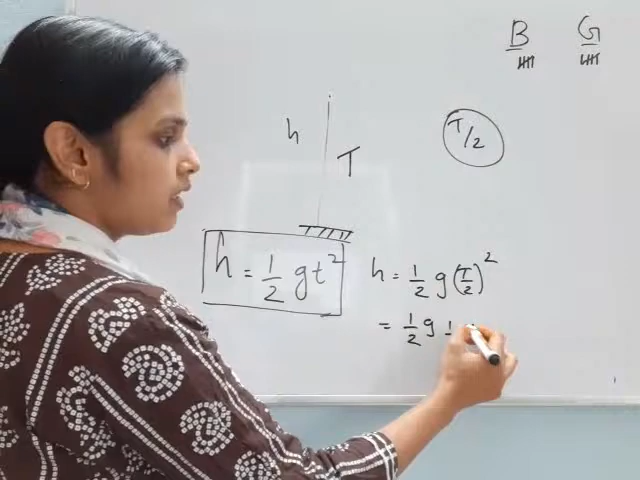 B G
h
T
T/2
h = 1/2 gt²
h = 1/2 g(T/2)²
= 1/2 g